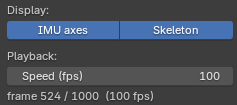 Display:
IMU axes Skeleton
Playback:
Speed (fps) 100
frame 524 / 1000 (100 fps)